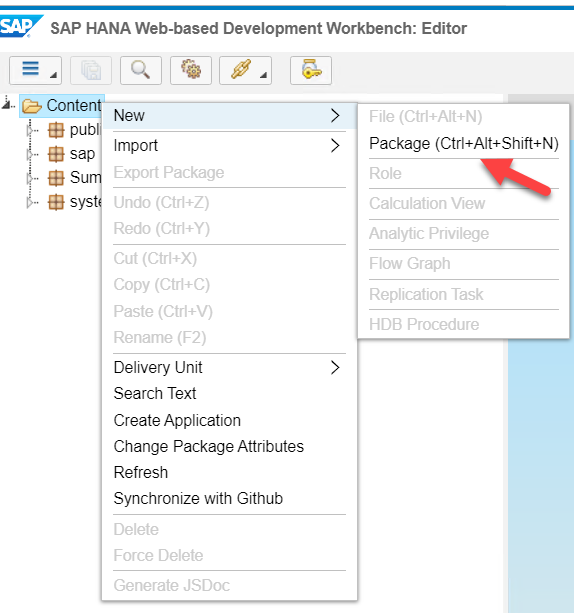 SAP SAP HANA Web-based Development Workbench: Editor
Content
publi
sap
Sum
syste
New
Import
Export Package
Undo (Ctrl+Z)
Redo (Ctrl+Y)
Cut (Ctrl+X)
Copy (Ctrl+C)
Paste (Ctrl+V)
Rename (F2)
Delivery Unit
Search Text
Create Application
Change Package Attributes
Refresh
Synchronize with Github
Delete
Force Delete
Generate JSDoc
File (Ctrl+Alt+N)
Package (Ctrl+Alt+Shift+N)
Role
Calculation View
Analytic Privilege
Flow Graph
Replication Task
HDB Procedure